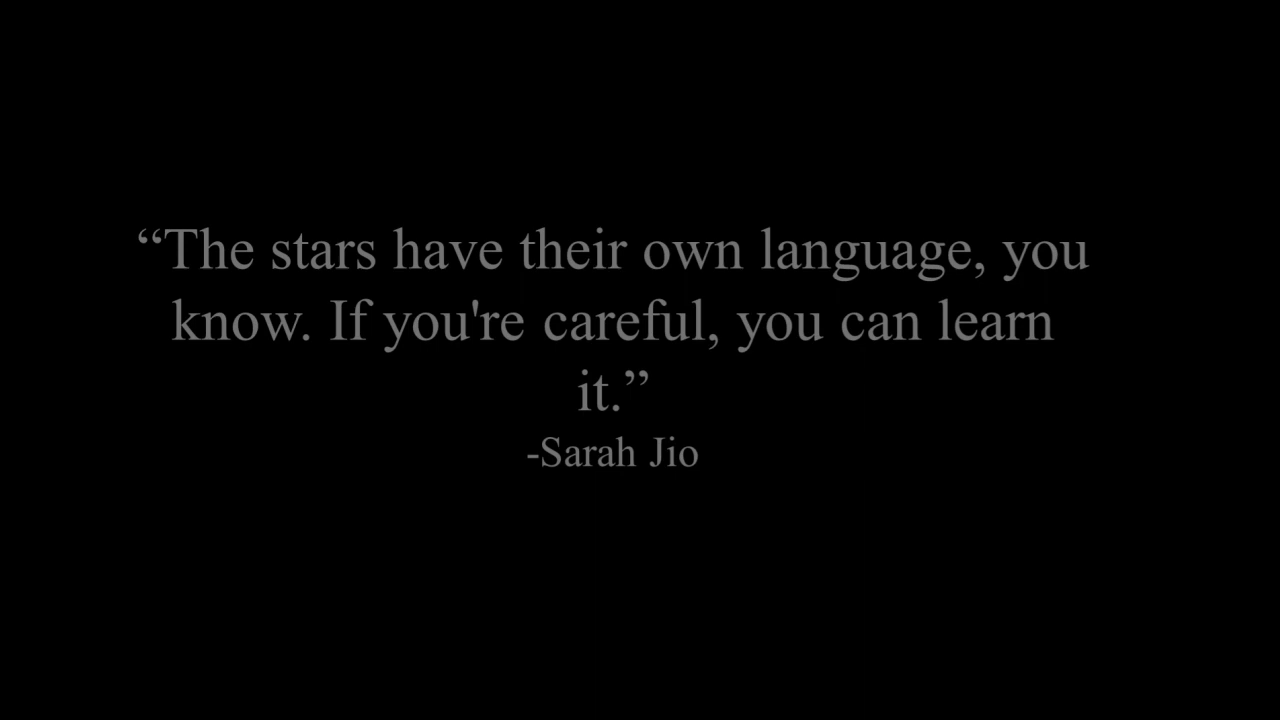 “The stars have their own language, you
know. If you're careful, you can learn
it.”
-Sarah Jio